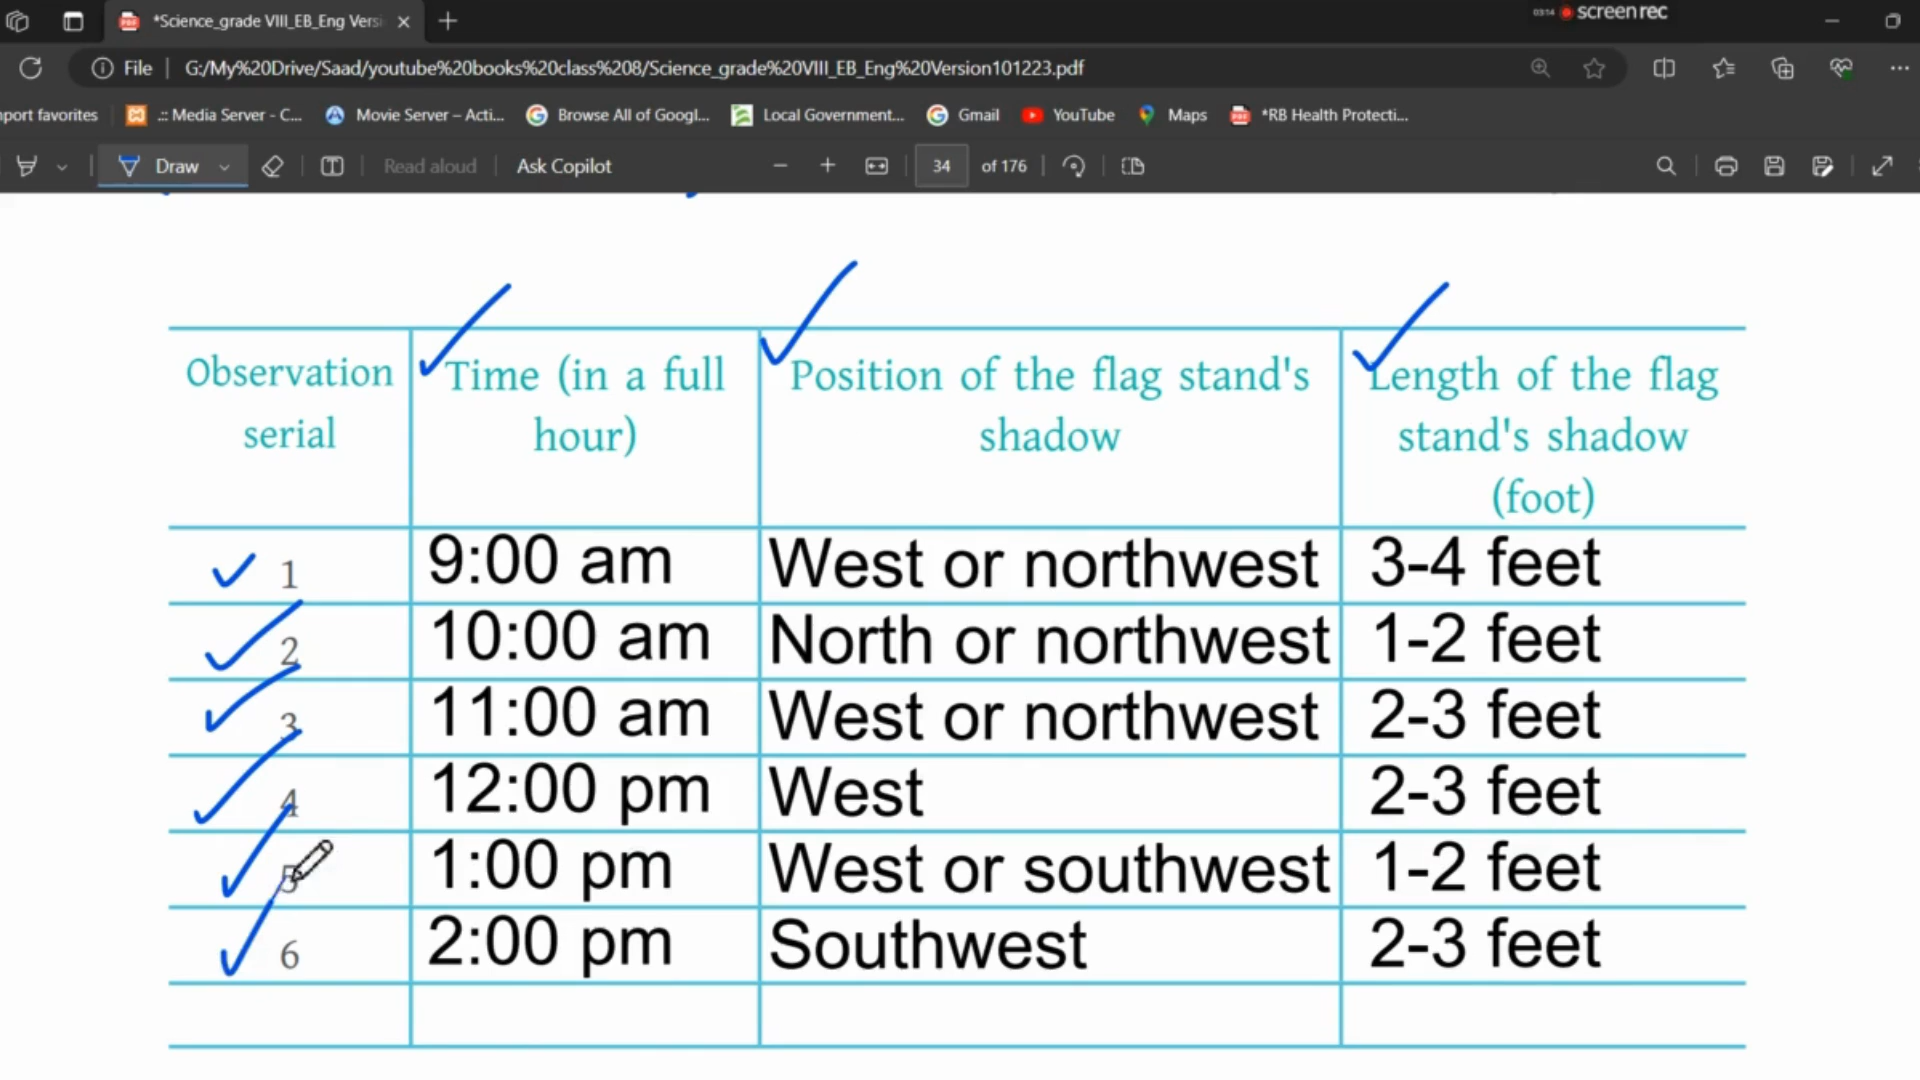 03:14 screenrec
*Science_grade VIII_EB_Eng Versi
File G:/My%20Drive/Saad/youtube%20books%20class%208/Science_grade%20VIII_EB_Eng%20Version101223.pdf
port favorites .:: Media Server - C... Movie Server – Acti... Browse All of Googl... Local Government... Gmail YouTube Maps *RB Health Protecti...
Draw Read aloud Ask Copilot 34 of 176
Observation serial
Time (in a full hour)
Position of the flag stand's shadow
Length of the flag stand's shadow (foot)
1 9:00 am West or northwest 3-4 feet
2 10:00 am North or northwest 1-2 feet
3 11:00 am West or northwest 2-3 feet
4 12:00 pm West 2-3 feet
5 1:00 pm West or southwest 1-2 feet
6 2:00 pm Southwest 2-3 feet